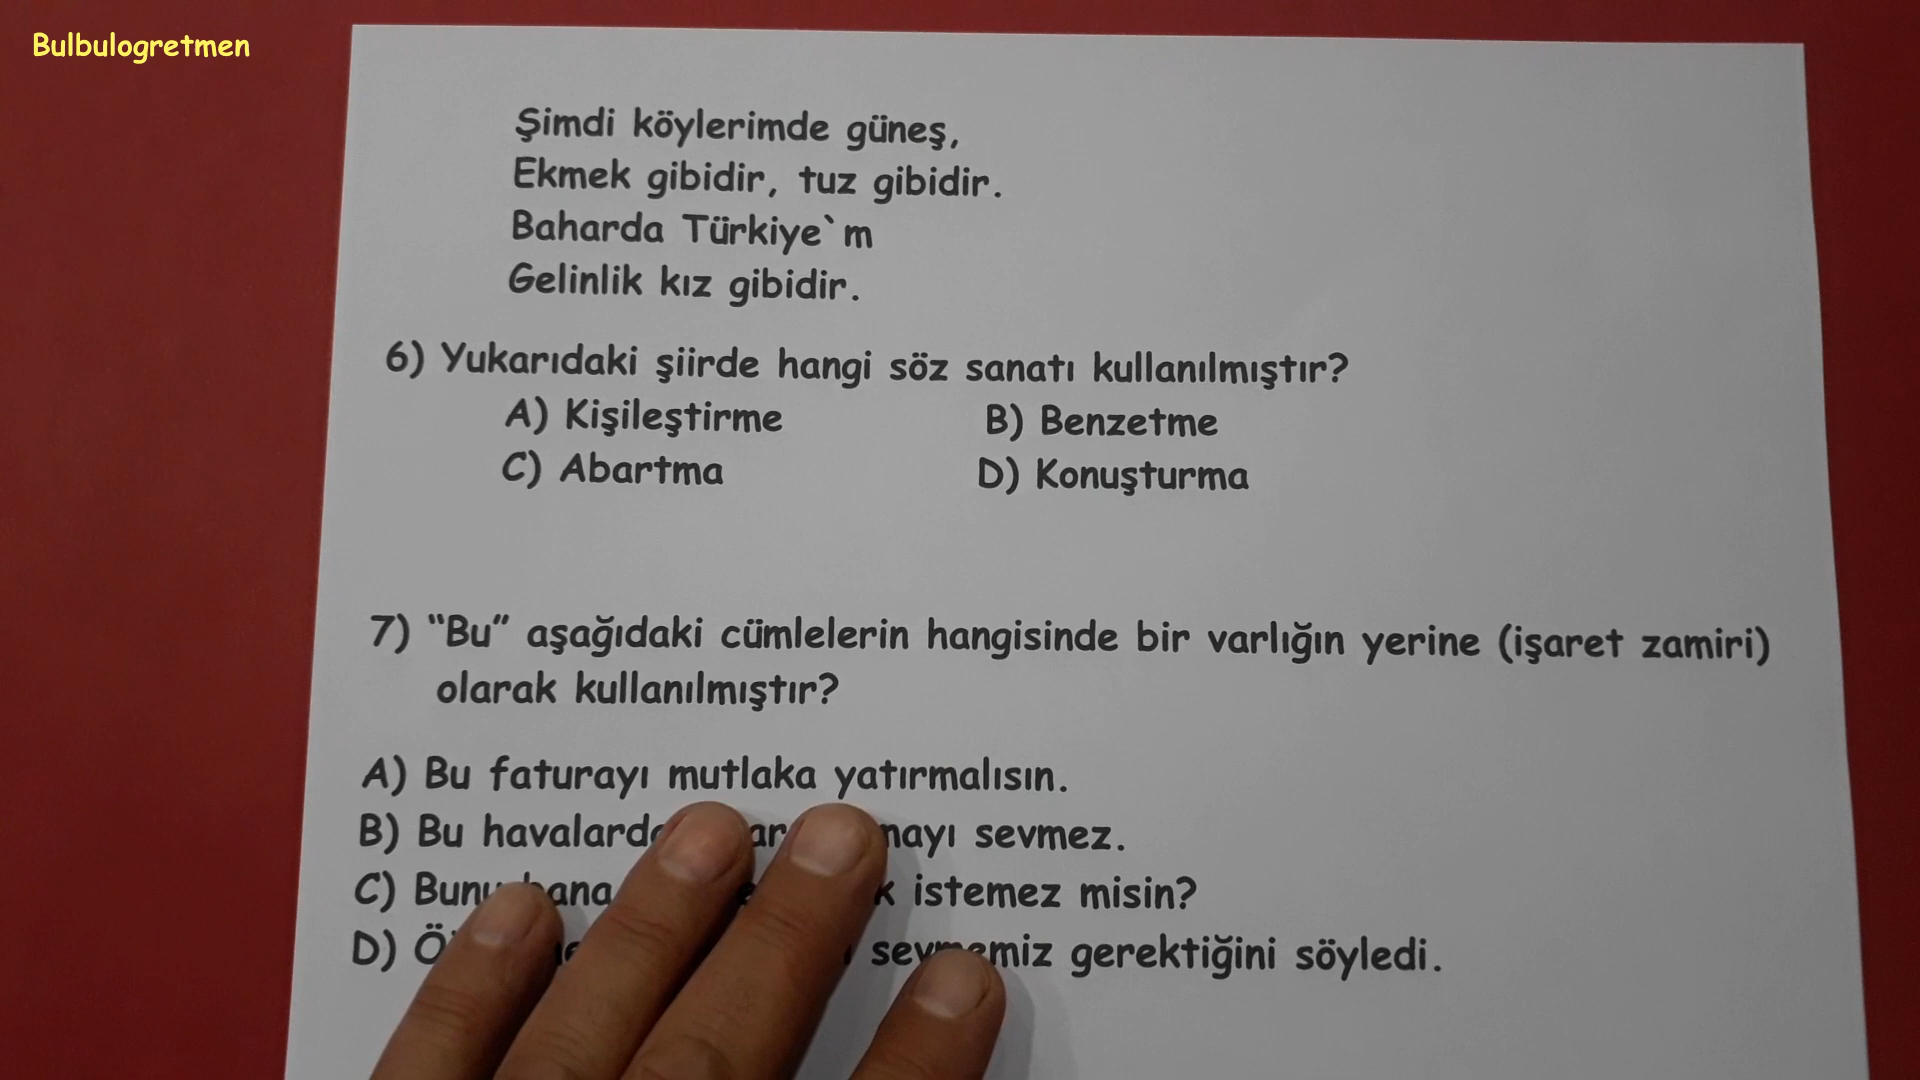 Bulbulogretmen
Şimdi köylerimde güneş,
Ekmek gibidir, tuz gibidir.
Baharda Türkiye`m
Gelinlik kız gibidir.
6) Yukarıdaki şiirde hangi söz sanatı kullanılmıştır?
A) Kişileştirme B) Benzetme
C) Abartma D) Konuşturma
7) “Bu” aşağıdaki cümlelerin hangisinde bir varlığın yerine (işaret zamiri)
olarak kullanılmıştır?
A) Bu faturayı mutlaka yatırmalısın.
B) Bu sevmez.
C) istemez misin?
D) gerektiğini söyledi.